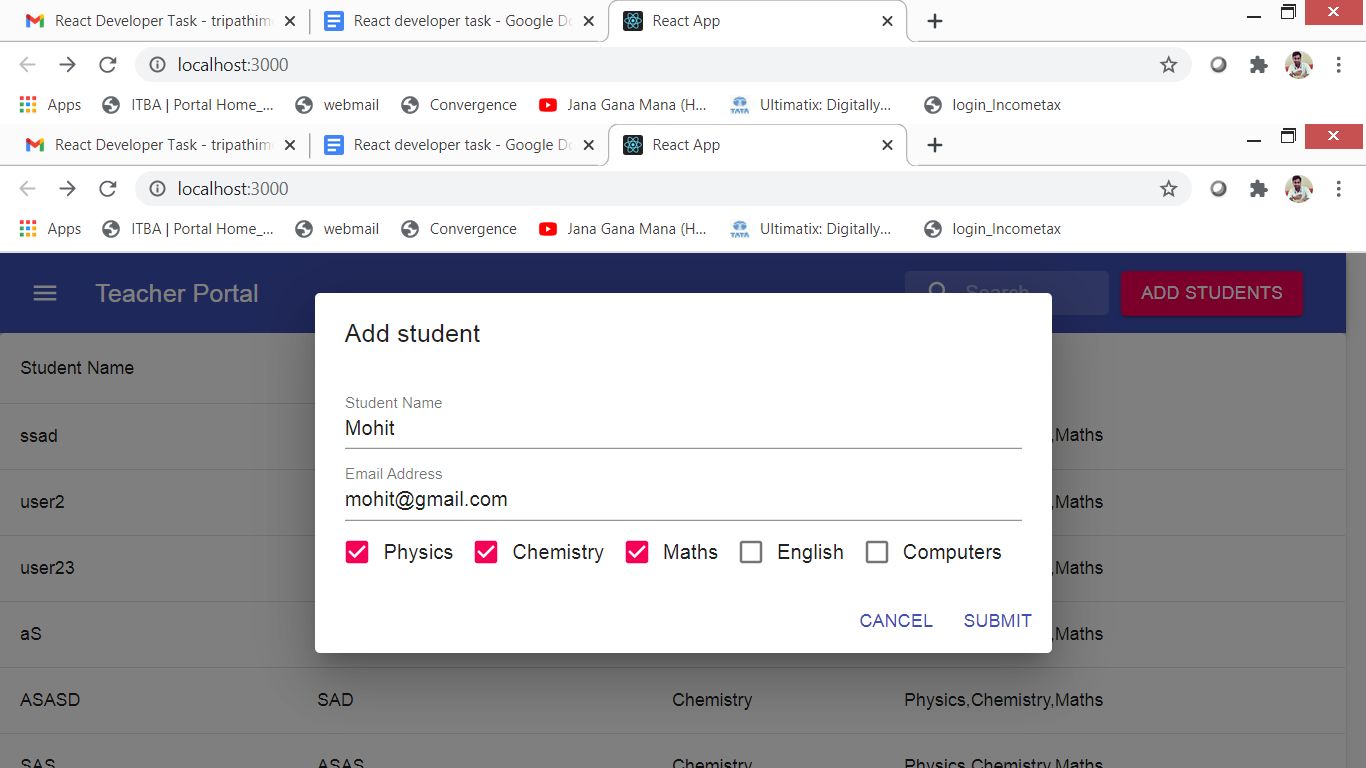 React Developer Task - tripathim React developer task - Google Do React App
localhost:3000
Apps ITBA | Portal Home_... webmail Convergence Jana Gana Mana (H... TATA Ultimatix: Digitally... login_Incometax
React Developer Task - tripathim React developer task - Google Do React App
localhost:3000
Apps ITBA | Portal Home_... webmail Convergence Jana Gana Mana (H... TATA Ultimatix: Digitally... login_Incometax
Teacher Portal Search ADD STUDENTS
Add student
Student Name
Student Name
Mohit
ssad ,Maths
Email Address
mohit@gmail.com
user2 ,Maths
Physics Chemistry Maths English Computers
user23 ,Maths
CANCEL SUBMIT
aS ,Maths
ASASD SAD Chemistry Physics,Chemistry,Maths
SAS ASAS Chemistry Physics,Chemistry,Maths